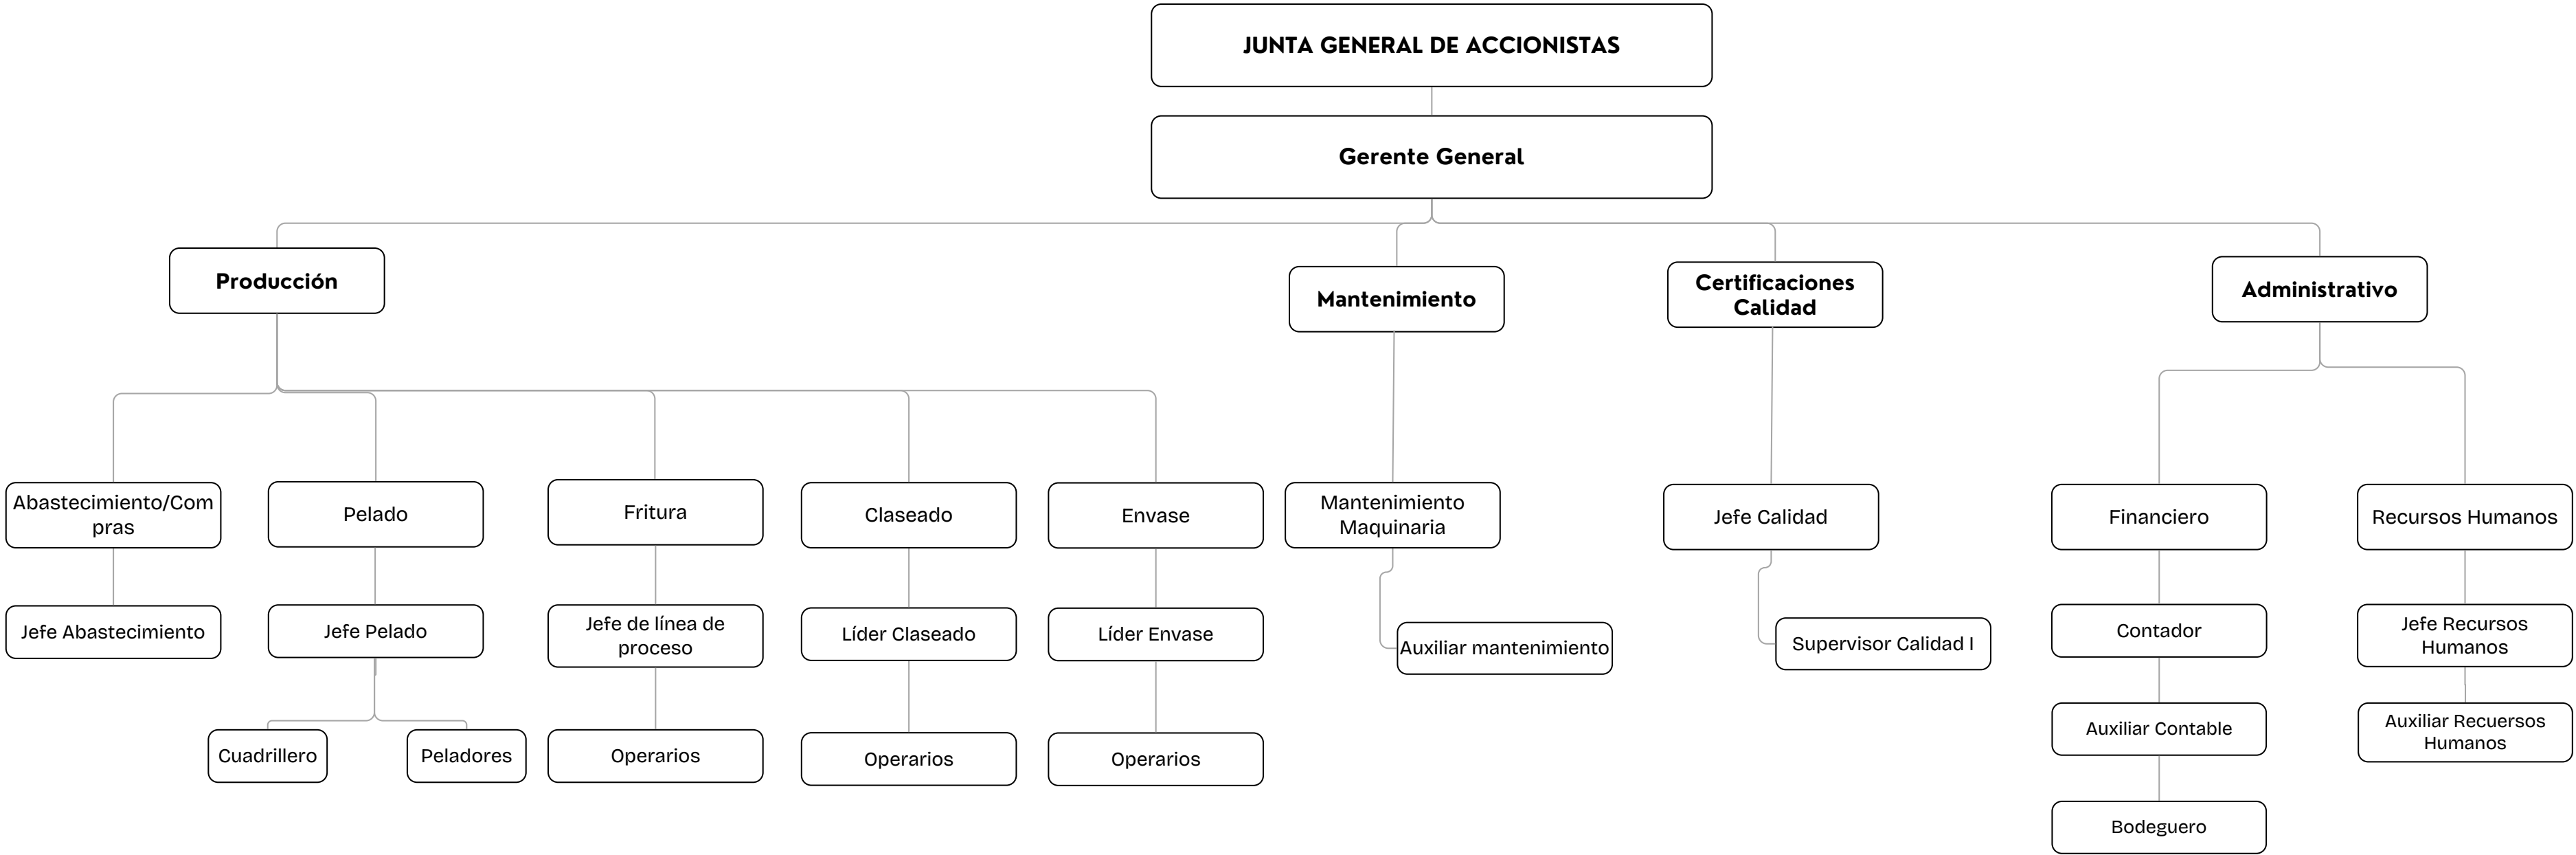 JUNTA GENERAL DE ACCIONISTAS
Gerente General
Producción
Mantenimiento
Certificaciones
Calidad
Administrativo
Abastecimiento/Com
pras
Pelado
Fritura
Claseado
Envase
Mantenimiento
Maquinaria
Jefe Calidad
Financiero
Recursos Humanos
Jefe Abastecimiento
Jefe Pelado
Jefe de línea de
proceso
Líder Claseado
Líder Envase
Auxiliar mantenimiento
Supervisor Calidad I
Contador
Jefe Recursos
Humanos
Cuadrillero
Peladores
Operarios
Operarios
Operarios
Auxiliar Contable
Auxiliar Recuersos
Humanos
Bodeguero